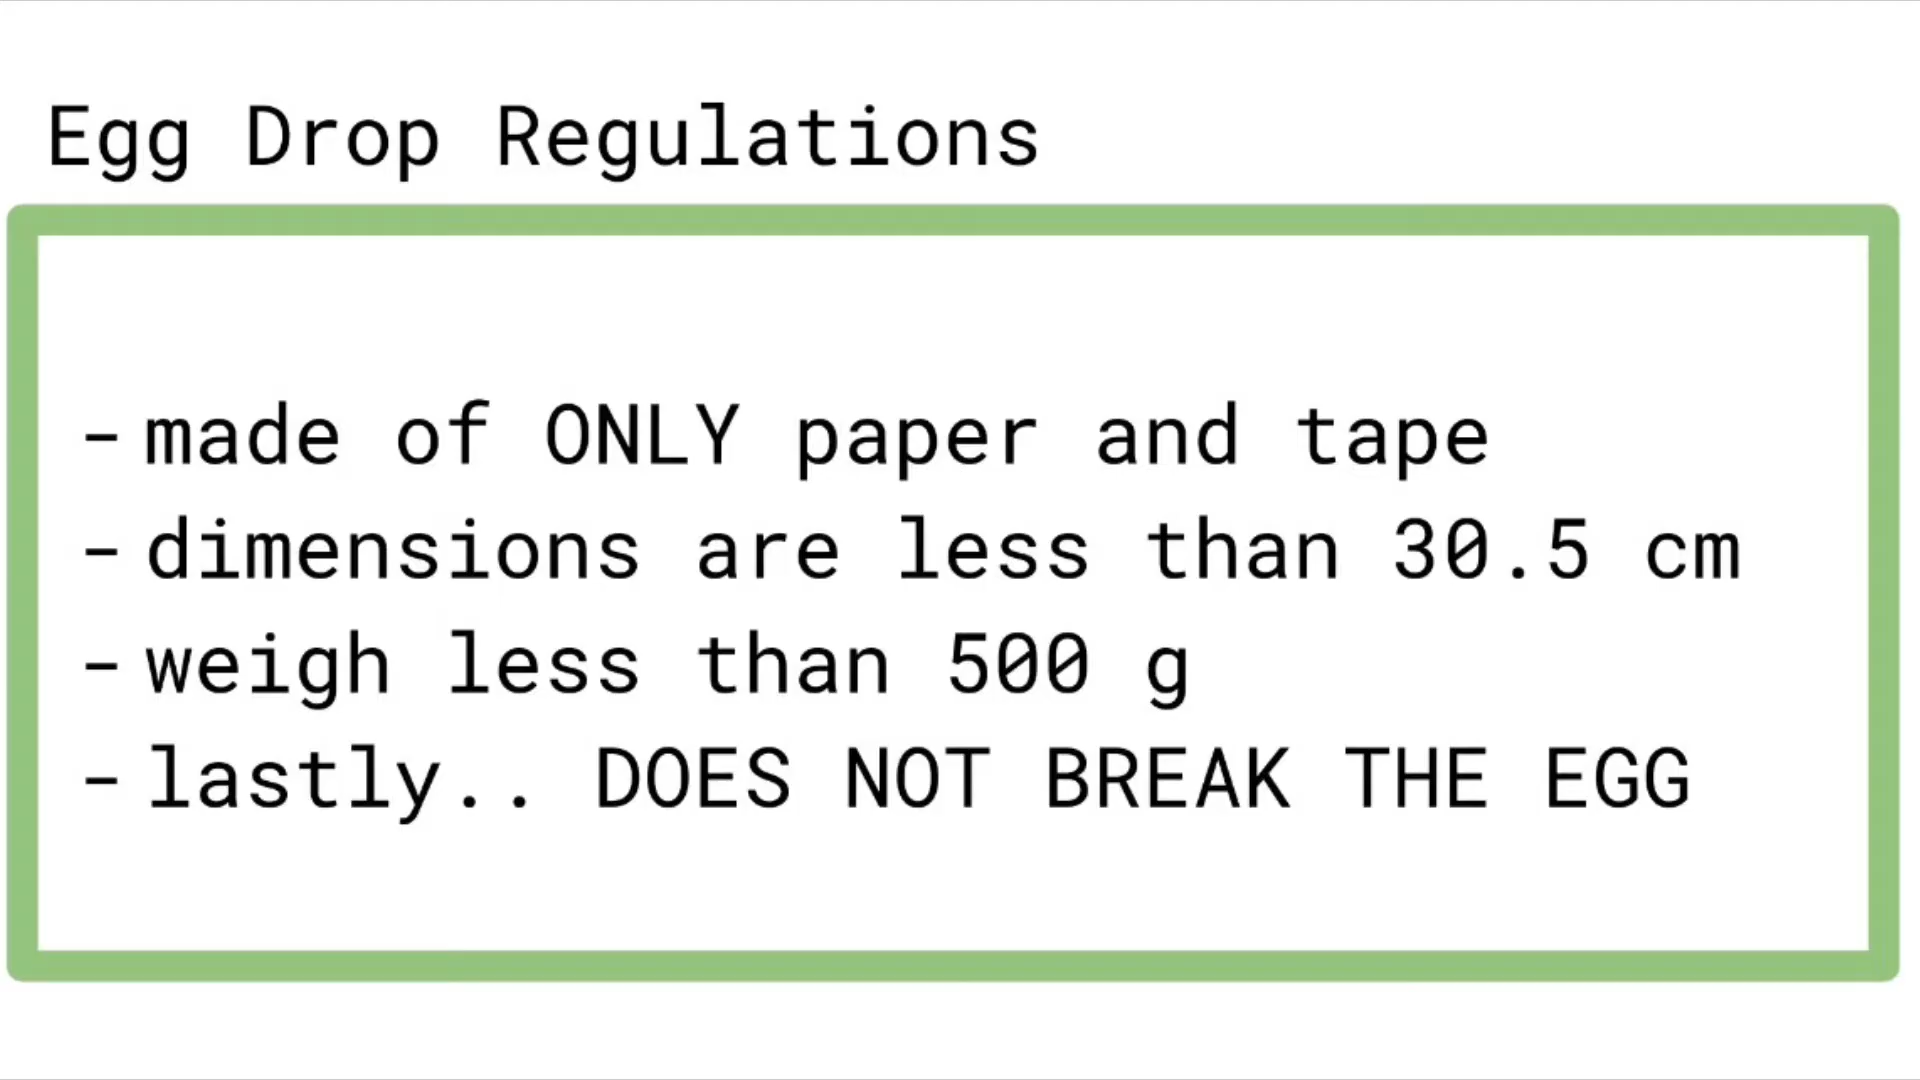 Egg Drop Regulations
- made of ONLY paper and tape
- dimensions are less than 30.5 cm
- weigh less than 500 g
- lastly.. DOES NOT BREAK THE EGG